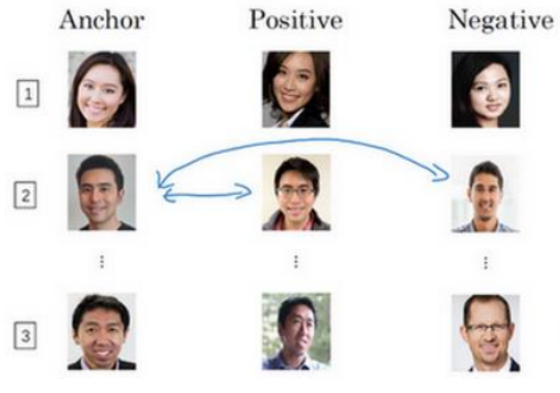 Anchor Positive Negative
1
2
⋮ ⋮ ⋮
3